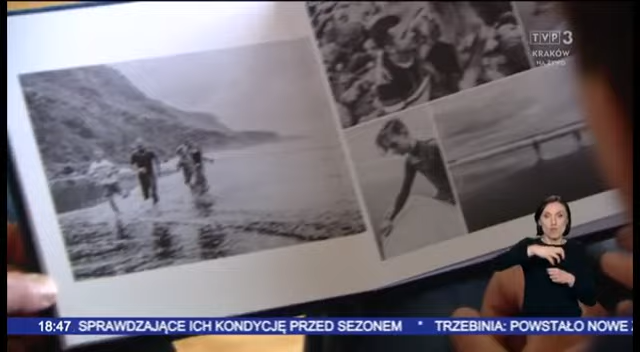 TVP3
KRAKÓW
NA ŻYWO
18:47 SPRAWDZAJĄCE ICH KONDYCJĘ PRZED SEZONEM * TRZEBINIA: POWSTAŁO NOWE